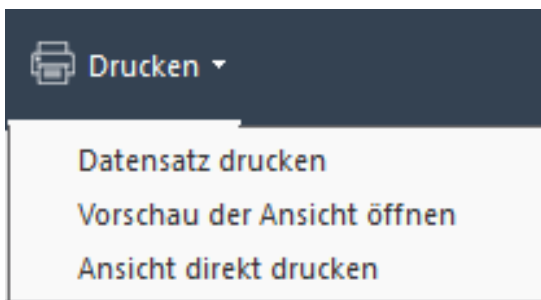 Drucken
Datensatz drucken
Vorschau der Ansicht öffnen
Ansicht direkt drucken